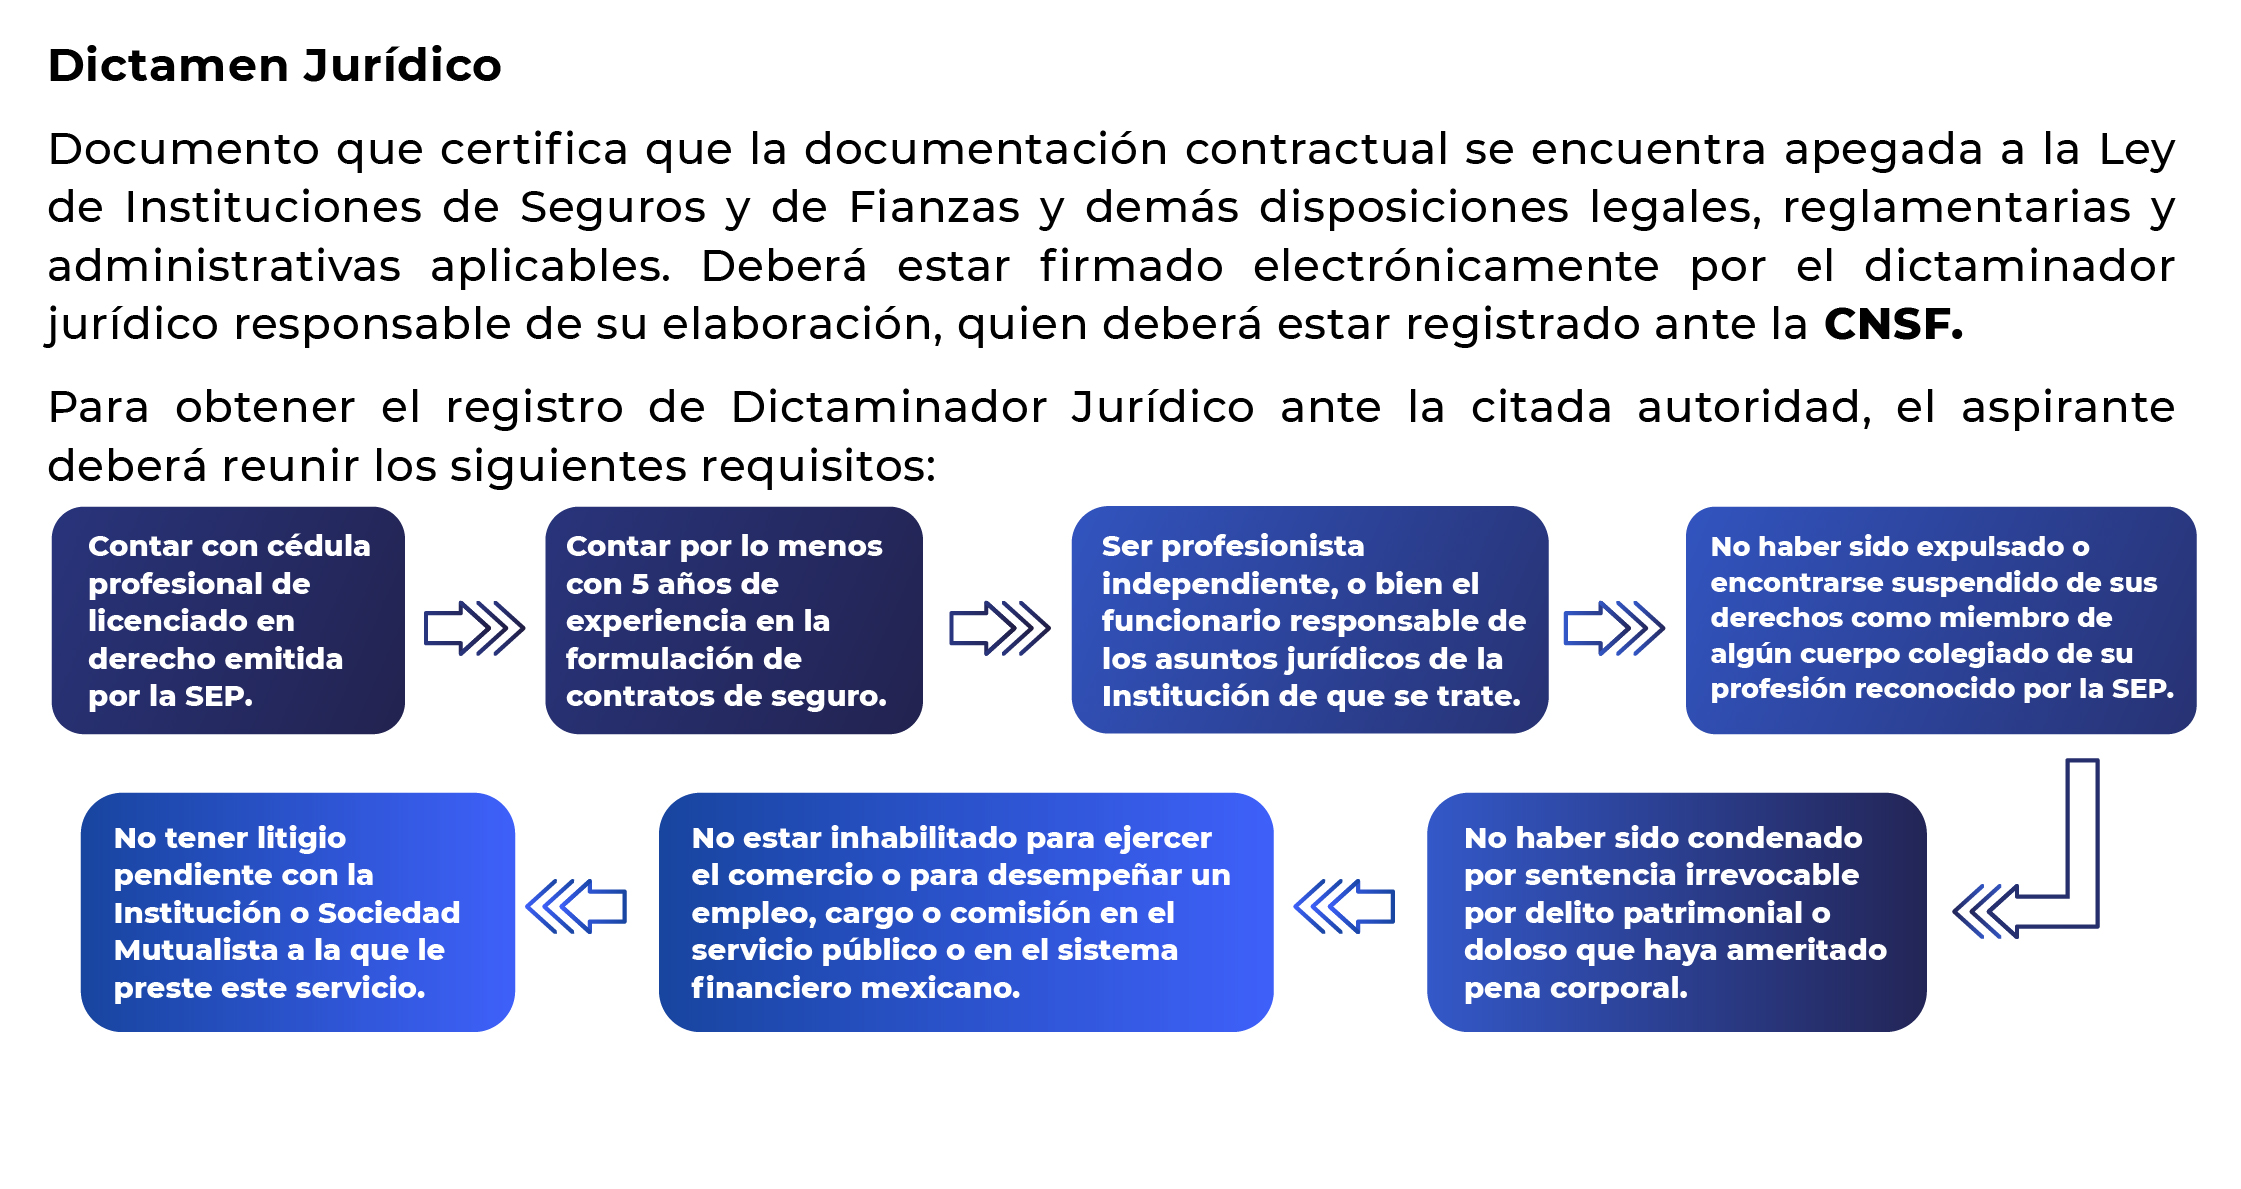 Dictamen Jurídico
Documento que certifica que la documentación contractual se encuentra apegada a la Ley
de Instituciones de Seguros y de Fianzas y demás disposiciones legales, reglamentarias y
administrativas aplicables. Deberá estar firmado electrónicamente por el dictaminador
jurídico responsable de su elaboración, quien deberá estar registrado ante la CNSF.
Para obtener el registro de Dictaminador Jurídico ante la citada autoridad, el aspirante
deberá reunir los siguientes requisitos:
Contar con cédula
profesional de
licenciado en
derecho emitida
por la SEP.
Contar por lo menos
con 5 años de
experiencia en la
formulación de
contratos de seguro.
Ser profesionista
independiente, o bien el
funcionario responsable de
los asuntos jurídicos de la
Institución de que se trate.
No haber sido expulsado o
encontrarse suspendido de sus
derechos como miembro de
algún cuerpo colegiado de su
profesión reconocido por la SEP.
No haber sido condenado
por sentencia irrevocable
por delito patrimonial o
doloso que haya ameritado
pena corporal.
No estar inhabilitado para ejercer
el comercio o para desempeñar un
empleo, cargo o comisión en el
servicio público o en el sistema
financiero mexicano.
No tener litigio
pendiente con la
Institución o Sociedad
Mutualista a la que le
preste este servicio.